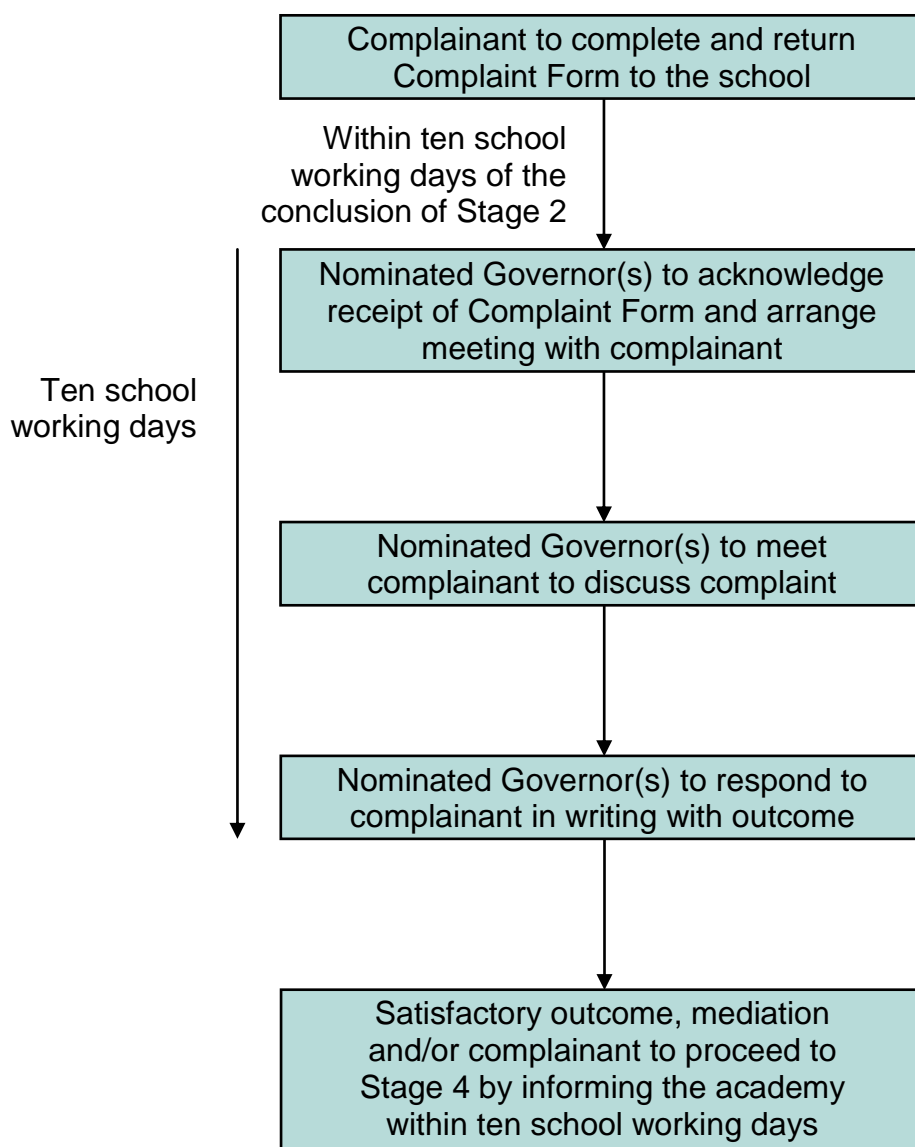 Complainant to complete and return
Complaint Form to the school
Within ten school
working days of the
conclusion of Stage 2
Nominated Governor(s) to acknowledge
receipt of Complaint Form and arrange
meeting with complainant
Ten school
working days
Nominated Governor(s) to meet
complainant to discuss complaint
Nominated Governor(s) to respond to
complainant in writing with outcome
Satisfactory outcome, mediation
and/or complainant to proceed to
Stage 4 by informing the academy
within ten school working days